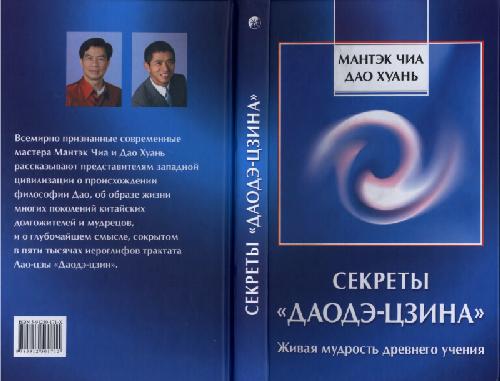 Всемирно признанные современные
мастера Мантэк Чиа и Дао Хуань
рассказывают представителям западной
цивилизации о происхождении
философии Дао, об образе жизни
многих поколений китайских
долгожителей и мудрецов,
и о глубочайшем смысле, сокрытом
в пяти тысячах иероглифов трактата
Лао-цзы «Даодэ-цзин».
СЕКРЕТЫ «ДАОДЭ-ЦЗИНА»
МАНТЭК ЧИА
ДАО ХУАНЬ
СЕКРЕТЫ
«ДАОДЭ-ЦЗИНА»
Живая мудрость древнего учения